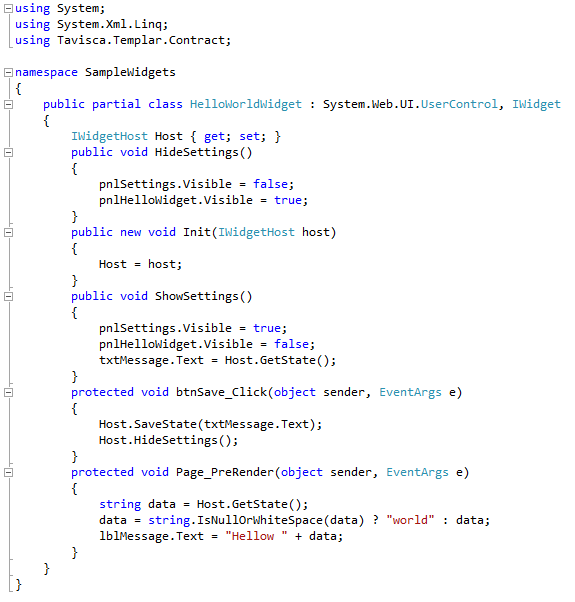 using System;
using System.Xml.Linq;
using Tavisca.Templar.Contract;

namespace SampleWidgets
{
    public partial class HelloWorldWidget : System.Web.UI.UserControl, IWidget
    {
        IWidgetHost Host { get; set; }
        public void HideSettings()
        {
            pnlSettings.Visible = false;
            pnlHelloWidget.Visible = true;
        }
        public new void Init(IWidgetHost host)
        {
            Host = host;
        }
        public void ShowSettings()
        {
            pnlSettings.Visible = true;
            pnlHelloWidget.Visible = false;
            txtMessage.Text = Host.GetState();
        }
        protected void btnSave_Click(object sender, EventArgs e)
        {
            Host.SaveState(txtMessage.Text);
            Host.HideSettings();
        }
        protected void Page_PreRender(object sender, EventArgs e)
        {
            string data = Host.GetState();
            data = string.IsNullOrWhiteSpace(data) ? "world" : data;
            lblMessage.Text = "Hellow " + data;
        }
    }
}